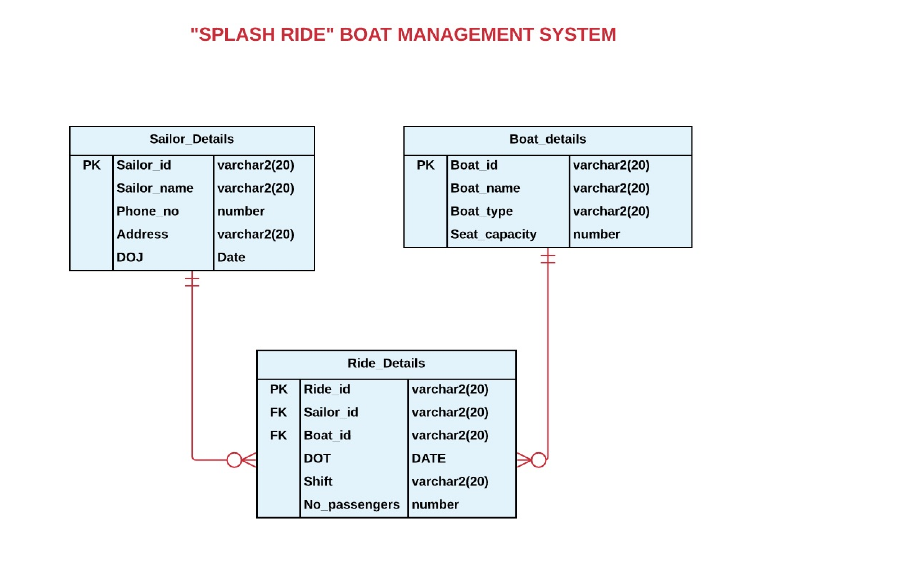 "SPLASH RIDE" BOAT MANAGEMENT SYSTEM
Sailor_Details
PK Sailor_id varchar2(20)
Sailor_name varchar2(20)
Phone_no number
Address varchar2(20)
DOJ Date
Boat_details
PK Boat_id varchar2(20)
Boat_name varchar2(20)
Boat_type varchar2(20)
Seat_capacity number
Ride_Details
PK Ride_id varchar2(20)
FK Sailor_id varchar2(20)
FK Boat_id varchar2(20)
DOT DATE
Shift varchar2(20)
No_passengers number